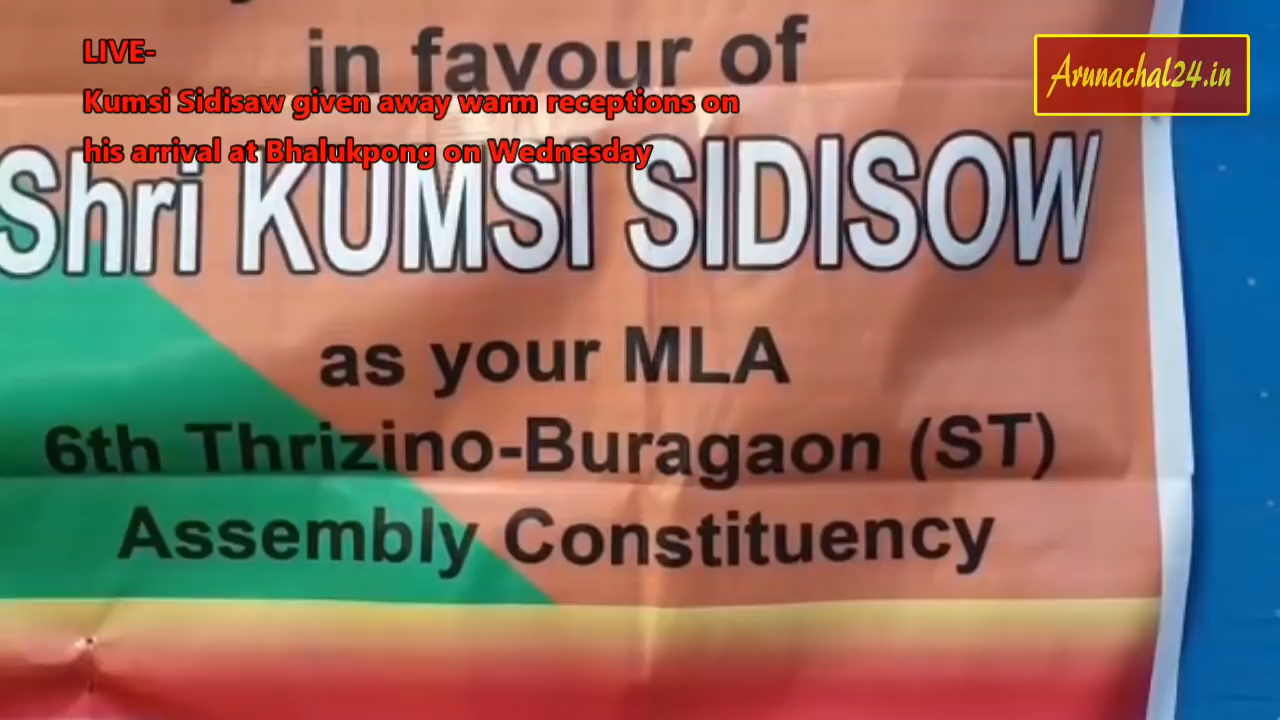 in favour of
LIVE-
Kumsi Sidisaw given away warm receptions on
his arrival at Bhalukpong on Wednesday
Arunachal24.in
Shri KUMSI SIDISOW
as your MLA
6th Thrizino-Buragaon (ST)
Assembly Constituency